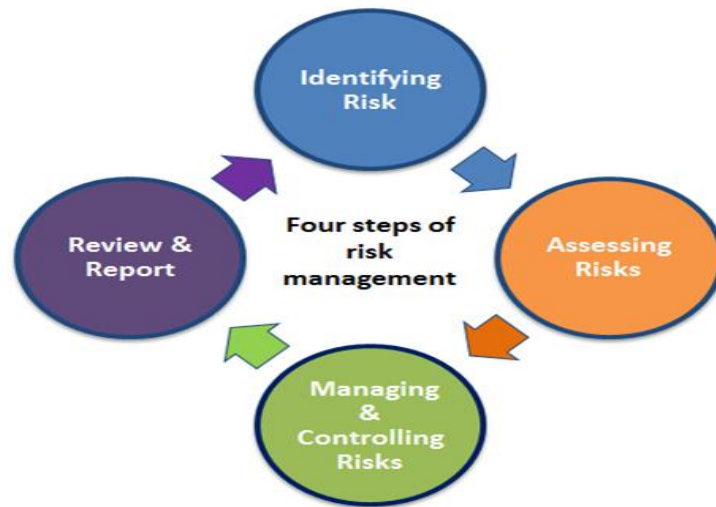 Identifying
Risk
Four steps of
risk
management
Assessing
Risks
Managing
&
Controlling
Risks
Review &
Report